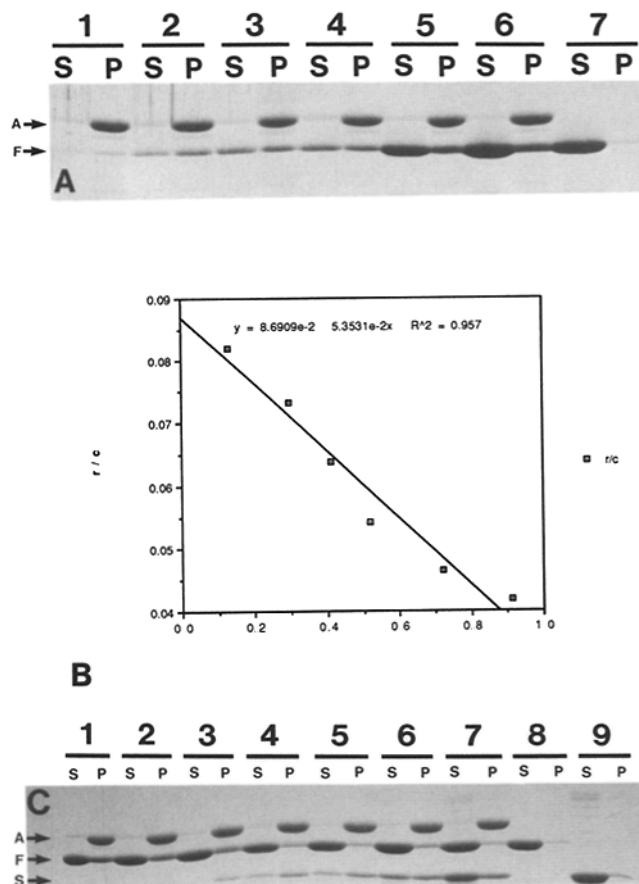 1 2 3 4 5 6 7
S P S P S P S P S P S P S P
A
F
A
0.09
y = 8.6909e-2 5.3531e-2x R^2 = 0.957
0.08
0.07
r / c
r/c
0.06
0.05
0.04
0 0 0.2 0.4 0 6 0 8 1 0
B
1 2 3 4 5 6 7 8 9
S P S P S P S P S P S P S P S P S P
C
A
F
S